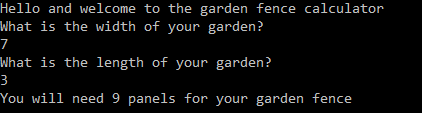 Hello and welcome to the garden fence calculator
What is the width of your garden?
7
What is the length of your garden?
3
You will need 9 panels for your garden fence